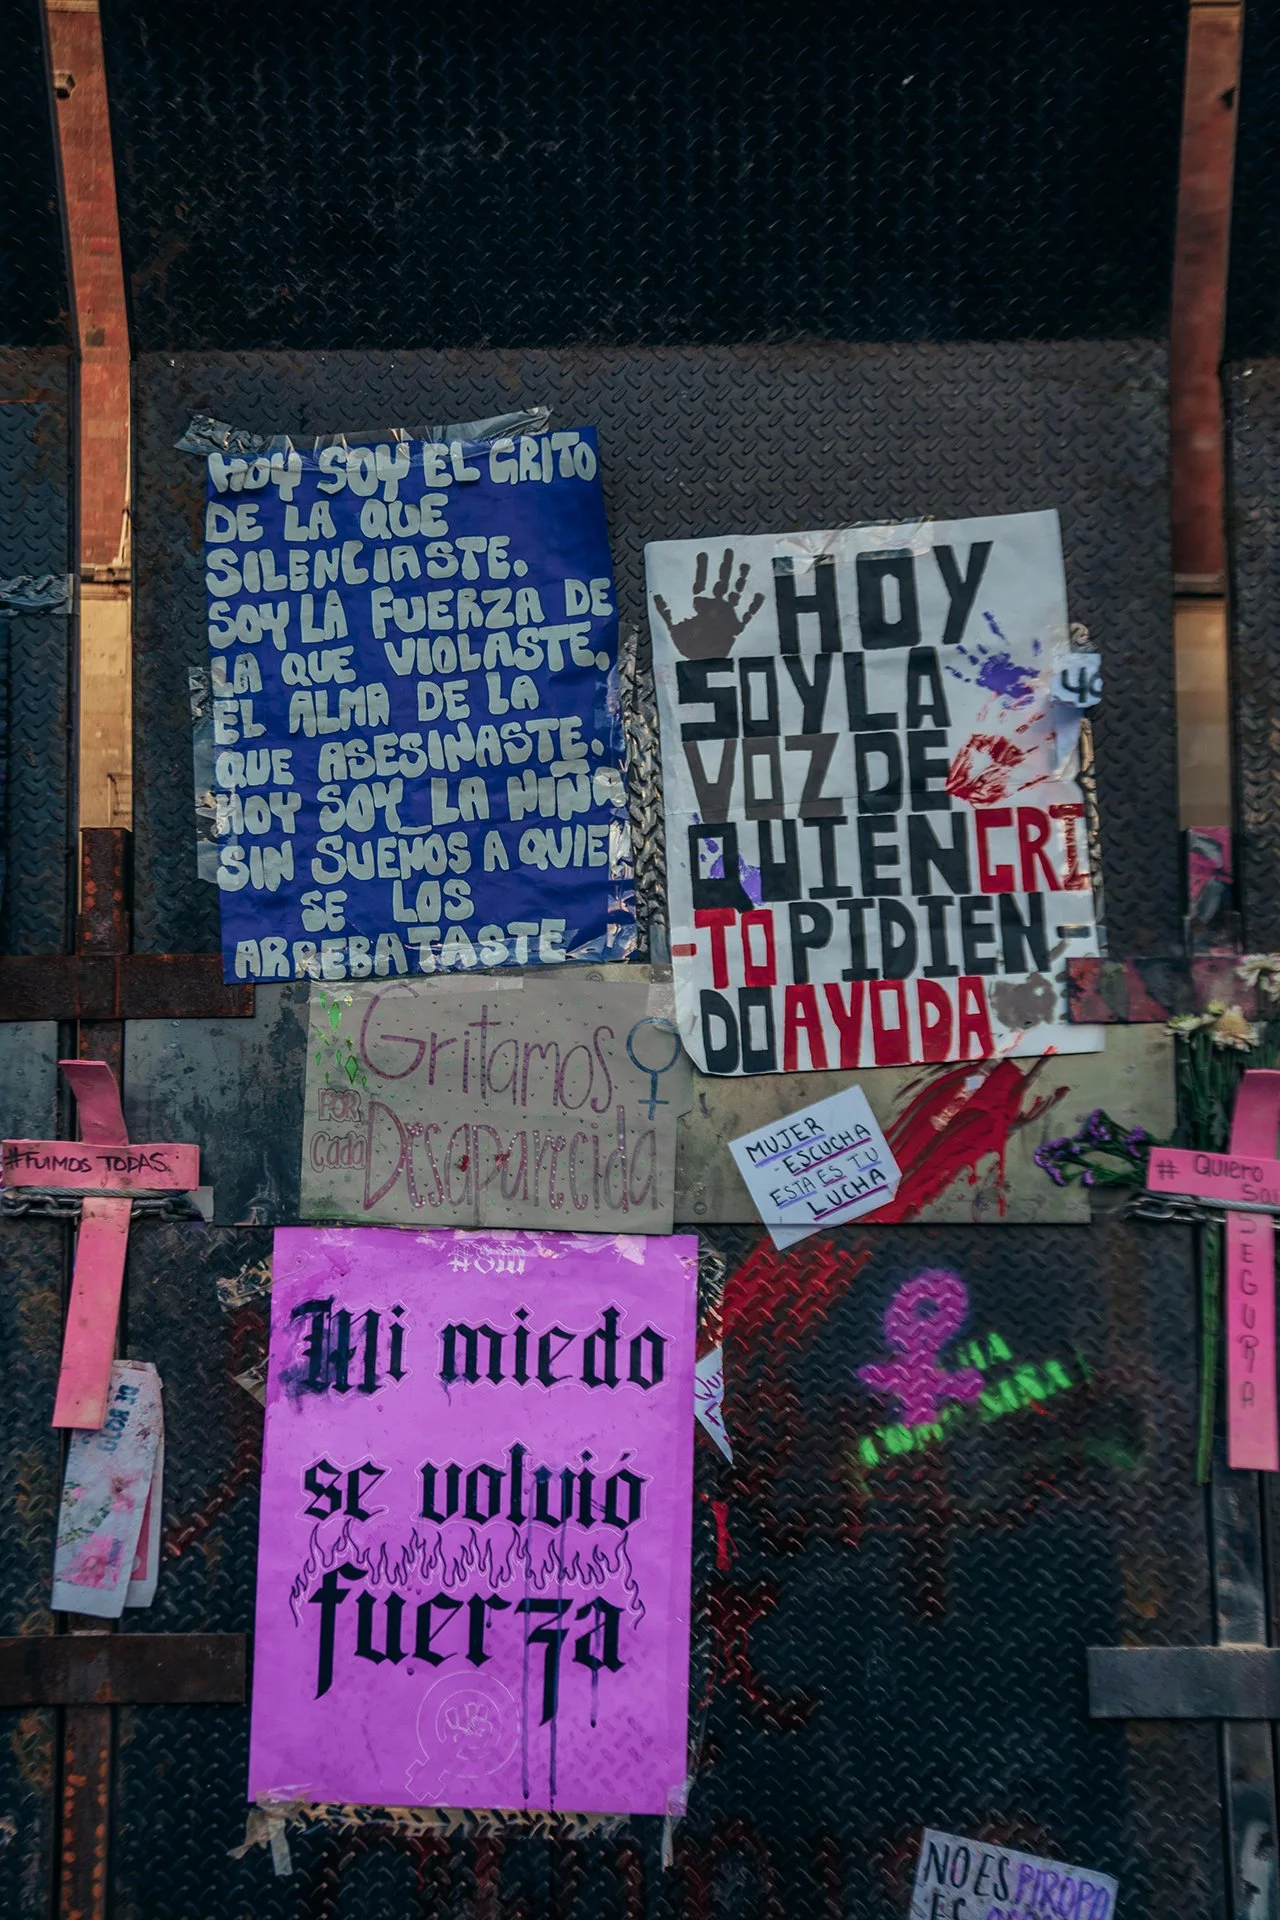 HOY SOY EL GRITO
DE LA QUE
SILENCIASTE.
SOY LA FUERZA DE
LA QUE VIOLASTE.
EL ALMA DE LA
QUE ASESINASTE.
HOY SOY LA NIÑA
SIN SUEÑOS A QUIE
SE LOS
ARREBATASTE
HOY
SOY LA
VOZ DE
QUIEN GRI
-TO PIDIEN-
DO AYUDA
Gritamos
POR
cada
Desaparecida
MUJER
ESCUCHA
ESTA ES TU
LUCHA
#FUIMOS TODAS.
# Quiero
SEGURA
Mi miedo
se volvió
fuerza
NO ES PIROPO
ES